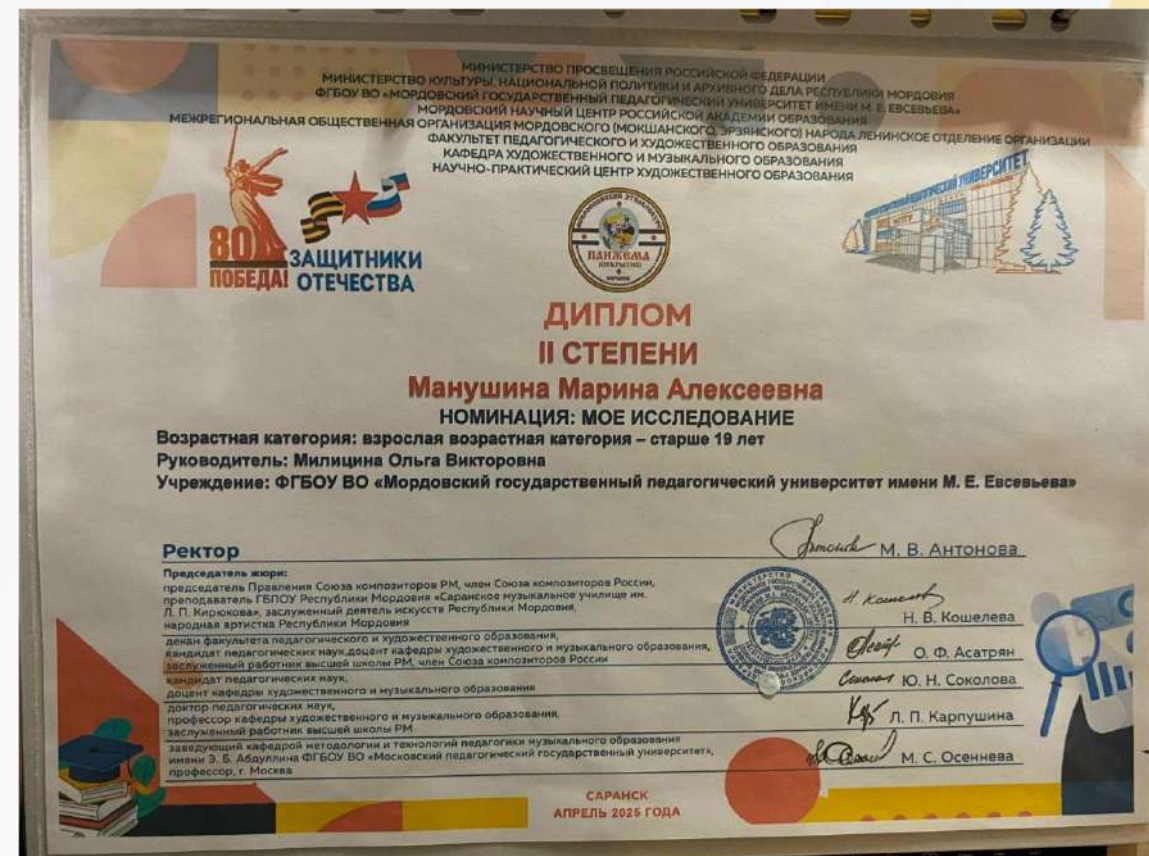 МИНИСТЕРСТВО ПРОСВЕЩЕНИЯ РОССИЙСКОЙ ФЕДЕРАЦИИ
МИНИСТЕРСТВО КУЛЬТУРЫ, НАЦИОНАЛЬНОЙ ПОЛИТИКИ И АРХИВНОГО ДЕЛА РЕСПУБЛИКИ МОРДОВИЯ
ФГБОУ ВО «МОРДОВСКИЙ ГОСУДАРСТВЕННЫЙ ПЕДАГОГИЧЕСКИЙ УНИВЕРСИТЕТ ИМЕНИ М. Е. ЕВСЕВЬЕВА»
МОРДОВСКИЙ НАУЧНЫЙ ЦЕНТР РОССИЙСКОЙ АКАДЕМИИ ОБРАЗОВАНИЯ
МЕЖРЕГИОНАЛЬНАЯ ОБЩЕСТВЕННАЯ ОРГАНИЗАЦИЯ МОРДОВСКОГО (МОКШАНСКОГО, ЭРЗЯНСКОГО) НАРОДА ЛЕНИНСКОЕ ОТДЕЛЕНИЕ ОРГАНИЗАЦИИ
ФАКУЛЬТЕТ ПЕДАГОГИЧЕСКОГО И ХУДОЖЕСТВЕННОГО ОБРАЗОВАНИЯ
КАФЕДРА ХУДОЖЕСТВЕННОГО И МУЗЫКАЛЬНОГО ОБРАЗОВАНИЯ
НАУЧНО-ПРАКТИЧЕСКИЙ ЦЕНТР ХУДОЖЕСТВЕННОГО ОБРАЗОВАНИЯ
80
ПОБЕДА!
ЗАЩИТНИКИ
ОТЕЧЕСТВА
ПАНЖЕМА
ПЕДАГОГИЧЕСКИЙ УНИВЕРСИТЕТ
ДИПЛОМ
II СТЕПЕНИ
Манушина Марина Алексеевна
НОМИНАЦИЯ: МОЕ ИССЛЕДОВАНИЕ
Возрастная категория: взрослая возрастная категория – старше 19 лет
Руководитель: Милицина Ольга Викторовна
Учреждение: ФГБОУ ВО «Мордовский государственный педагогический университет имени М. Е. Евсевьева»
Ректор М. В. АНТОНОВА
Председатель жюри:
председатель Правления Союза композиторов РМ, член Союза композиторов России,
преподаватель ГБПОУ Республики Мордовия «Саранское музыкальное училище им.
Л. П. Кирюкова», заслуженный деятель искусств Республики Мордовия,
народная артистка Республики Мордовия Н. В. Кошелева
декан факультета педагогического и художественного образования,
кандидат педагогических наук,доцент кафедры художественного и музыкального образования,
заслуженный работник высшей школы РМ, член Союза композиторов России О. Ф. Асатрян
кандидат педагогических наук,
доцент кафедры художественного и музыкального образования Ю. Н. Соколова
доктор педагогических наук,
профессор кафедры художественного и музыкального образования,
заслуженный работник высшей школы РМ Л. П. Карпушина
заведующий кафедрой методологии и технологий педагогики музыкального образования
имени Э. Б. Абдуллина ФГБОУ ВО «Московский педагогический государственный университет»,
профессор, г. Москва М. С. Осеннева
САРАНСК
АПРЕЛЬ 2025 ГОДА